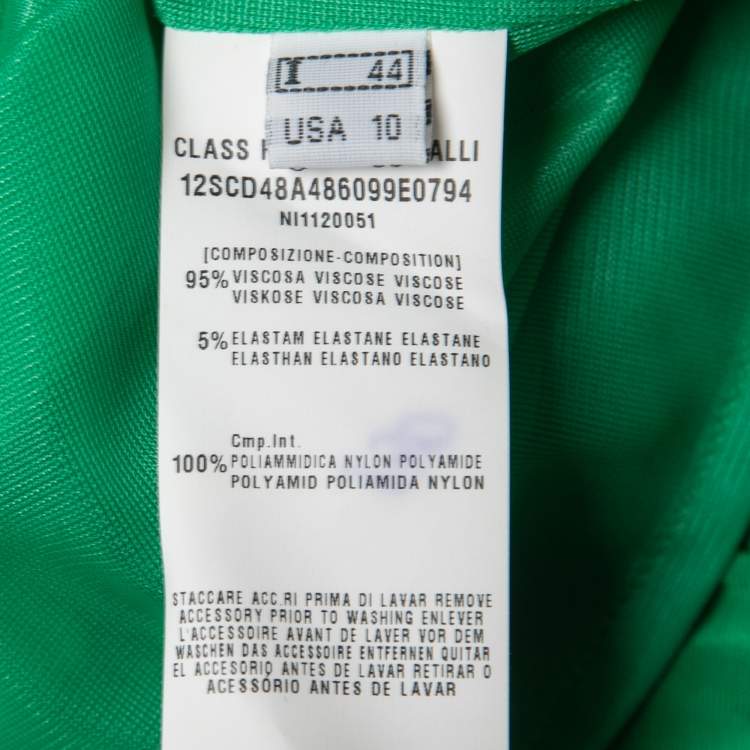 I 44
USA 10
CLASS ALLI
12SCD48A486099E0794
NI1120051
[COMPOSIZIONE-COMPOSITION]
95% VISCOSA VISCOSE VISCOSE
VISKOSE VISCOSA VISCOSE
5% ELASTAM ELASTANE ELASTANE
ELASTHAN ELASTANO ELASTANO
Cmp.Int.
100% POLIAMMIDICA NYLON POLYAMIDE
POLYAMID POLIAMIDA NYLON
STACCARE ACC.RI PRIMA DI LAVAR REMOVE
ACCESSORY PRIOR TO WASHING ENLEVER
L'ACCESSOIRE AVANT DE LAVER VOR DEM
WASCHEN DAS ACCESSOIRE ENTFERNEN QUITAR
EL ACCESORIO ANTES DE LAVAR RETIRAR O
ACESSÓRIO ANTES DE LAVAR